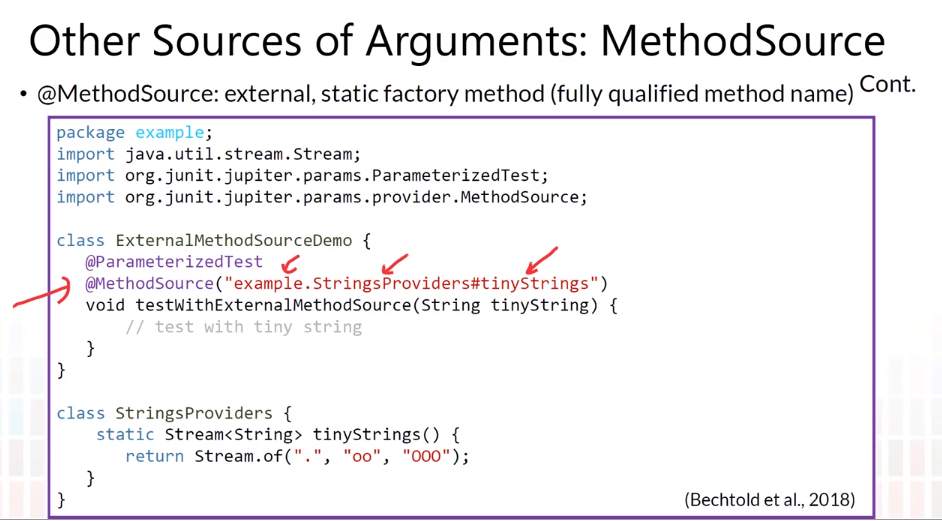 Other Sources of Arguments: MethodSource
• @MethodSource: external, static factory method (fully qualified method name) Cont.
package example;
import java.util.stream.Stream;
import org.junit.jupiter.params.ParameterizedTest;
import org.junit.jupiter.params.provider.MethodSource;
class ExternalMethodSourceDemo {
@ParameterizedTest
@MethodSource("example.StringsProviders#tinyStrings")
void testWithExternalMethodSource(String tinyString) {
// test with tiny string
}
}
class StringsProviders {
static Stream<String> tinyStrings() {
return Stream.of(".", "oo", "OOO");
}
}
(Bechtold et al., 2018)